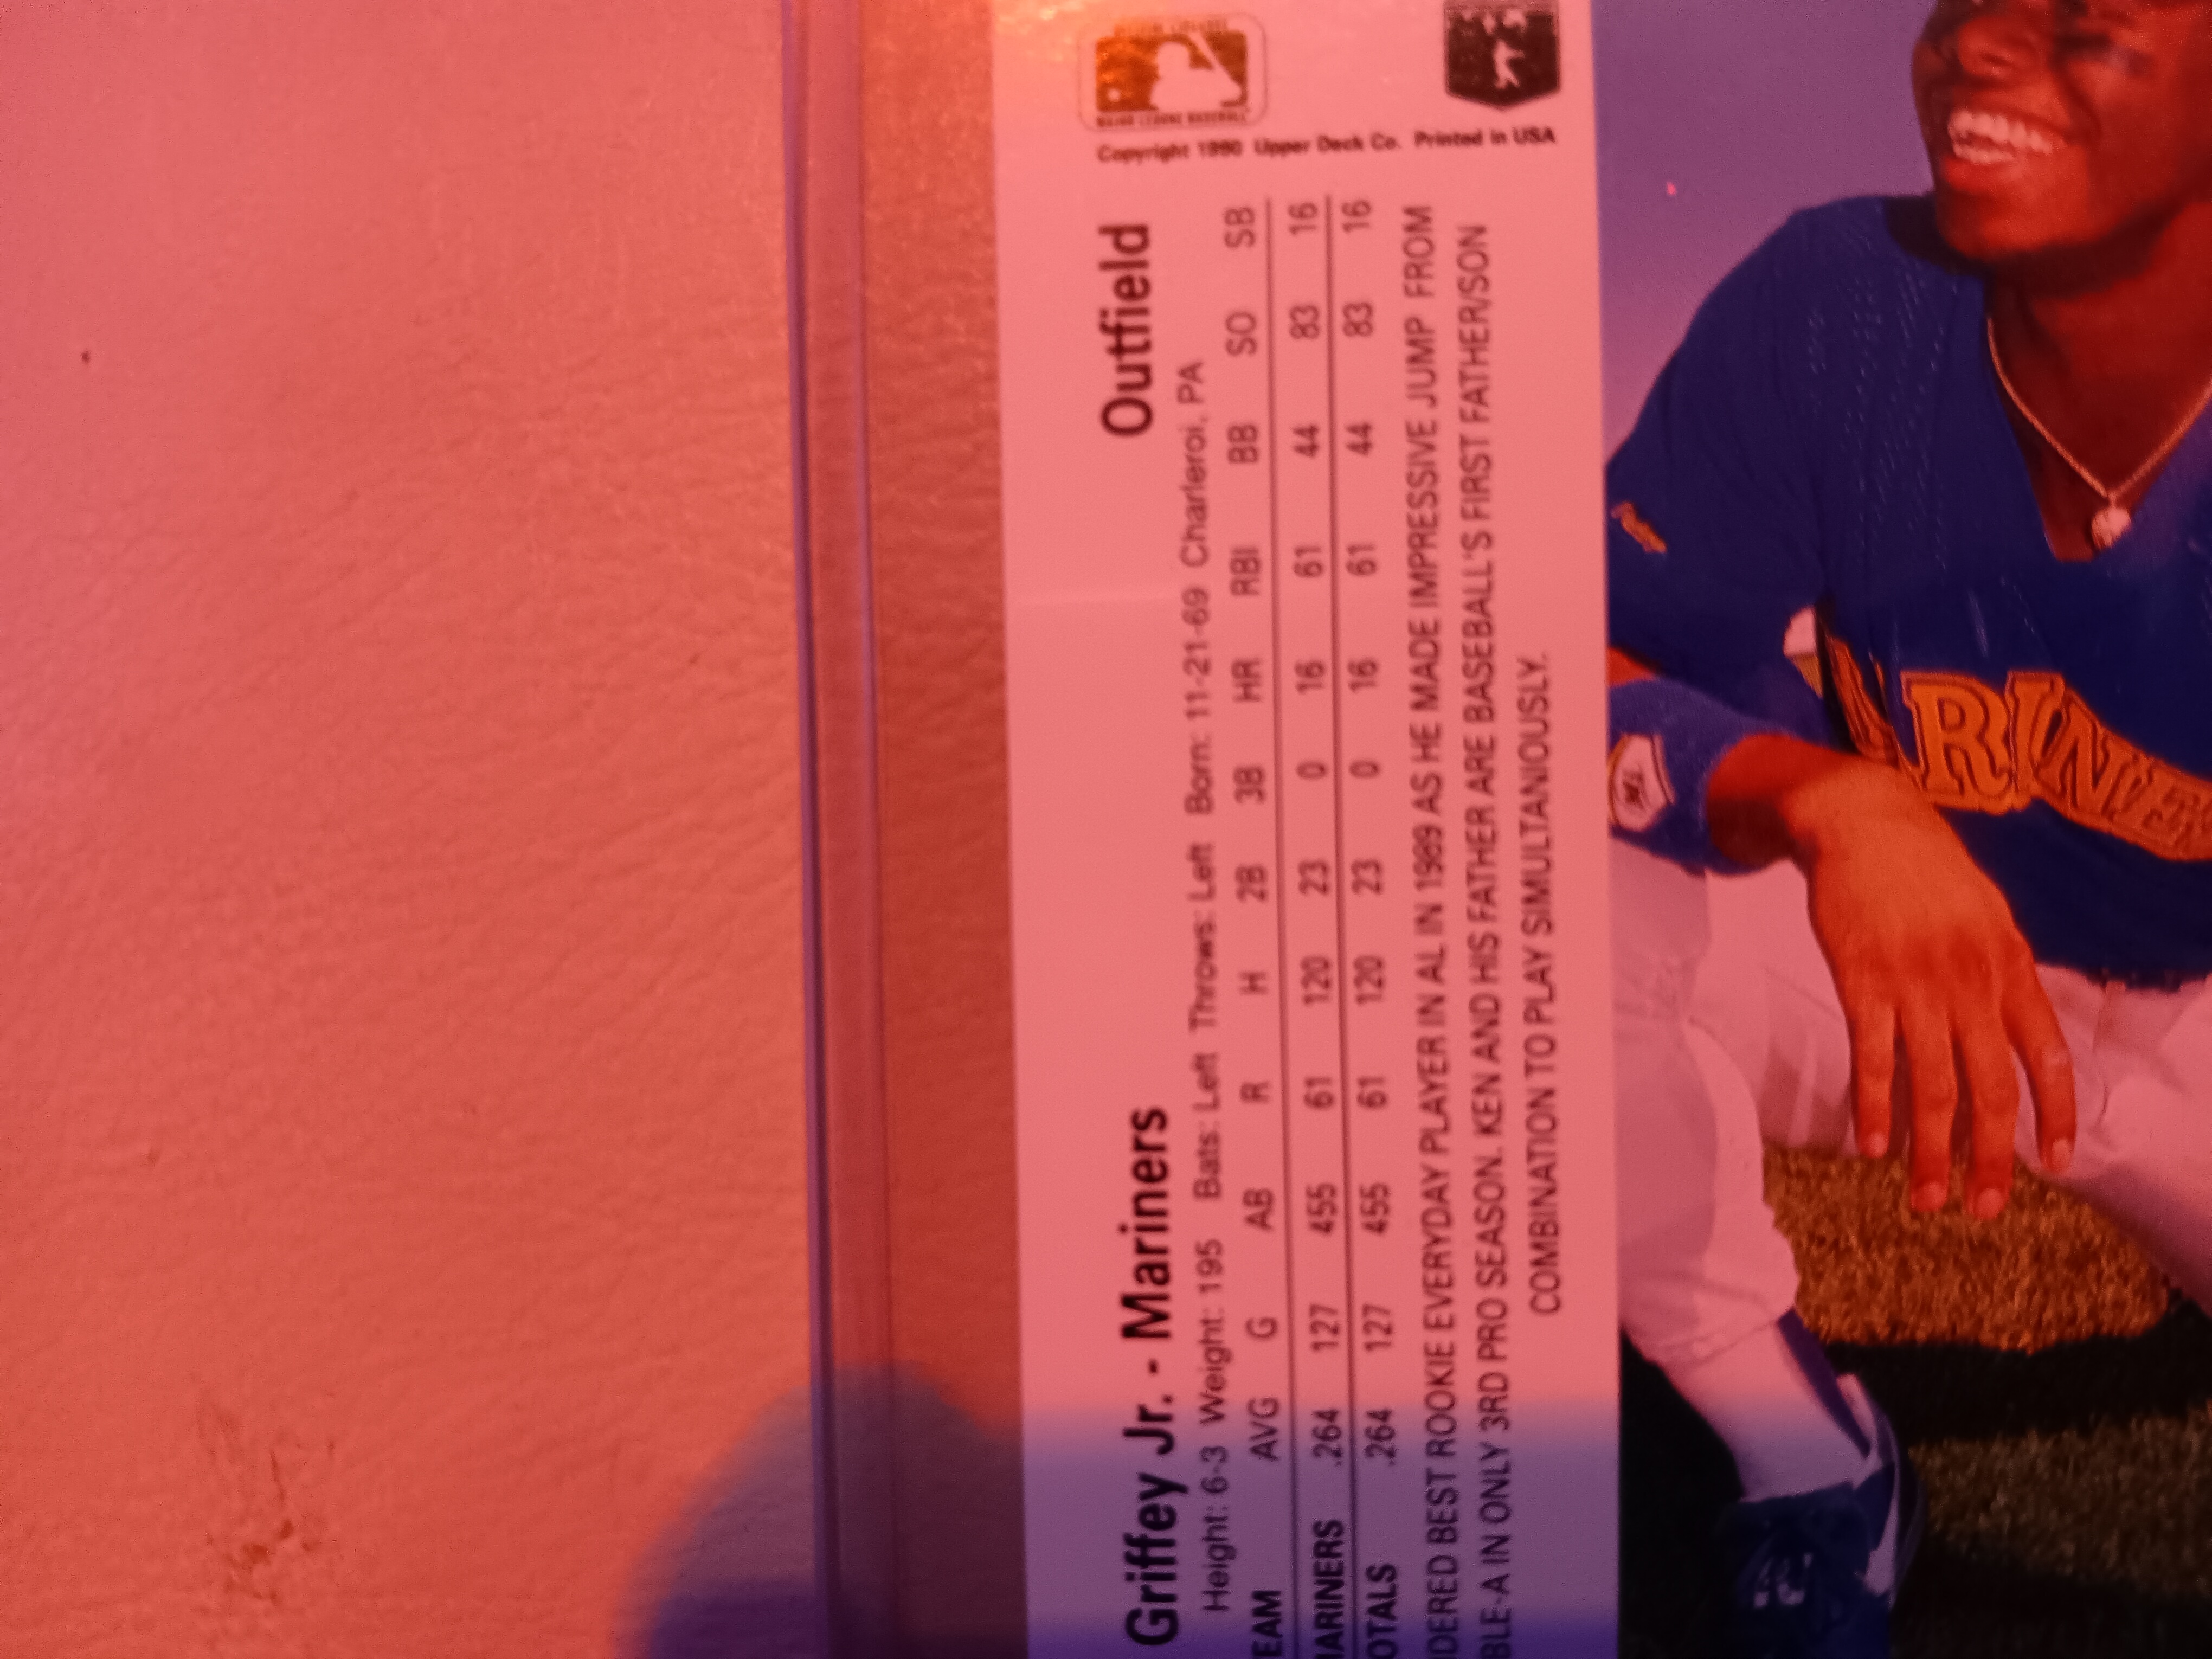 Griffey Jr. - Mariners Outfield
Height: 6-3 Weight: 195 Bats: Left Throws: Left Born: 11-21-69 Charleroi, PA
EAM AVG G AB R H 2B 3B HR RBI BB SO SB
ARINERS .264 127 455 61 120 23 0 16 61 44 83 16
OTALS .264 127 455 61 120 23 0 16 61 44 83 16
IDERED BEST ROOKIE EVERYDAY PLAYER IN AL IN 1989 AS HE MADE IMPRESSIVE JUMP FROM
BLE-A IN ONLY 3RD PRO SEASON. KEN AND HIS FATHER ARE BASEBALL'S FIRST FATHER/SON
COMBINATION TO PLAY SIMULTANIOUSLY.
MAJOR LEAGUE BASEBALL
Copyright 1990 Upper Deck Co. Printed in USA
ARINE